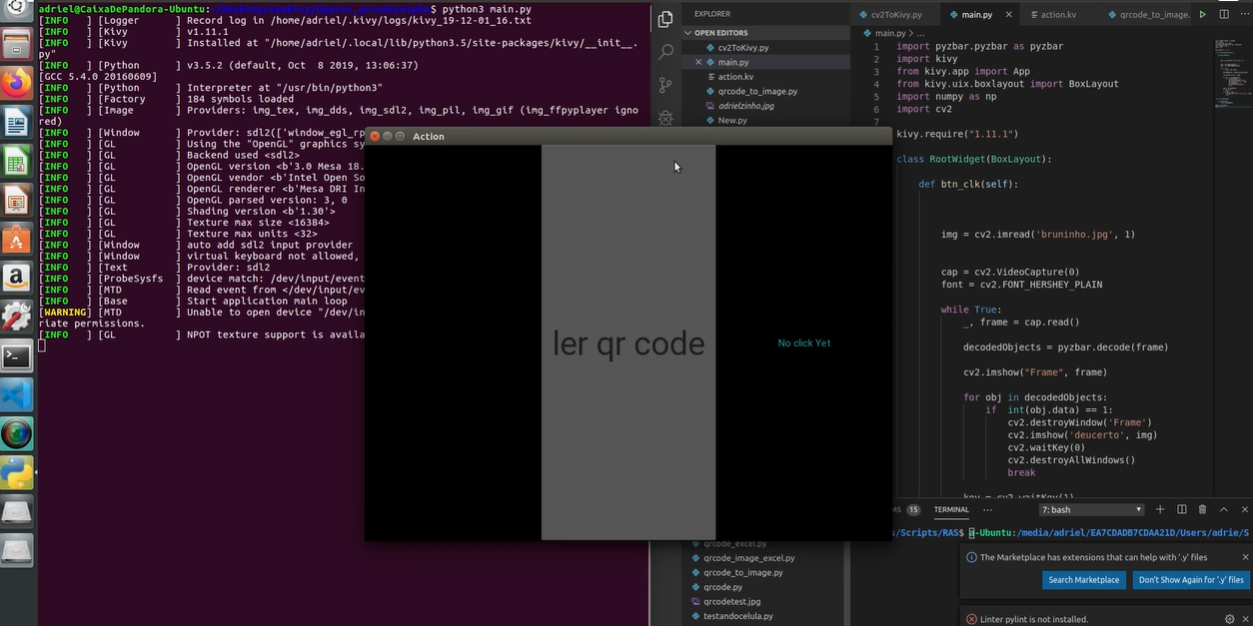 adriel@CaixaDePandora-Ubuntu: $ python3 main.py
[INFO   ] [Logger      ] Record log in /home/adriel/.kivy/logs/kivy_19-12-01_16.txt
[INFO   ] [Kivy        ] v1.11.1
[INFO   ] [Kivy        ] Installed at "/home/adriel/.local/lib/python3.5/site-packages/kivy/__init__.
py"
[INFO   ] [Python      ] v3.5.2 (default, Oct  8 2019, 13:06:37)
[GCC 5.4.0 20160609]
[INFO   ] [Python      ] Interpreter at "/usr/bin/python3"
[INFO   ] [Factory     ] 184 symbols loaded
[INFO   ] [Image       ] Providers: img_tex, img_dds, img_sdl2, img_pil, img_gif (img_ffpyplayer igno
red)
[INFO   ] [Window      ] Provider: sdl2(['window_egl_rp
[INFO   ] [GL          ] Using the "OpenGL" graphics sy
[INFO   ] [GL          ] Backend used <sdl2>
[INFO   ] [GL          ] OpenGL version <b'3.0 Mesa 18.
[INFO   ] [GL          ] OpenGL vendor <b'Intel Open So
[INFO   ] [GL          ] OpenGL renderer <b'Mesa DRI In
[INFO   ] [GL          ] OpenGL parsed version: 3, 0
[INFO   ] [GL          ] Shading version <b'1.30'>
[INFO   ] [GL          ] Texture max size <16384>
[INFO   ] [GL          ] Texture max units <32>
[INFO   ] [Window      ] auto add sdl2 input provider
[INFO   ] [Window      ] virtual keyboard not allowed,
[INFO   ] [Text        ] Provider: sdl2
[INFO   ] [ProbeSysfs  ] device match: /dev/input/event
[INFO   ] [MTD         ] Read event from </dev/input/ev
[INFO   ] [Base        ] Start application main loop
[WARNING] [MTD         ] Unable to open device "/dev/in
riate permissions.
[INFO   ] [GL          ] NPOT texture support is availa
Action
ler qr code
No click Yet
EXPLORER
OPEN EDITORS
cv2ToKivy.py
main.py
action.kv
qrcode_to_image.py
adrielzinho.jpg
New.py
qrcode_excel.py
qrcode_image_excel.py
qrcode_to_image.py
qrcode.py
qrcodetest.jpg
testandocelula.py
cv2ToKivy.py
main.py
action.kv
qrcode_to_image.
main.py > ...
1 import pyzbar.pyzbar as pyzbar
2 import kivy
3 from kivy.app import App
4 from kivy.uix.boxlayout import BoxLayout
5 import numpy as np
6 import cv2
kivy.require("1.11.1")
class RootWidget(BoxLayout):
def btn_clk(self):
img = cv2.imread('bruninho.jpg', 1)
cap = cv2.VideoCapture(0)
font = cv2.FONT_HERSHEY_PLAIN
while True:
_, frame = cap.read()
decodedObjects = pyzbar.decode(frame)
cv2.imshow("Frame", frame)
for obj in decodedObjects:
if int(obj.data) == 1:
cv2.destroyWindow('Frame')
cv2.imshow('deucerto', img)
cv2.waitKey(0)
cv2.destroyAllWindows()
break
key = cv2.waitKey(1)
MS 15 TERMINAL ... 7: bash
s/Scripts/RAS$ a-Ubuntu:/media/adriel/EA7CDADB7CDAA21D/Users/adrie/S
The Marketplace has extensions that can help with '.y' files
Search Marketplace
Don't Show Again for '.y' files
Linter pylint is not installed.